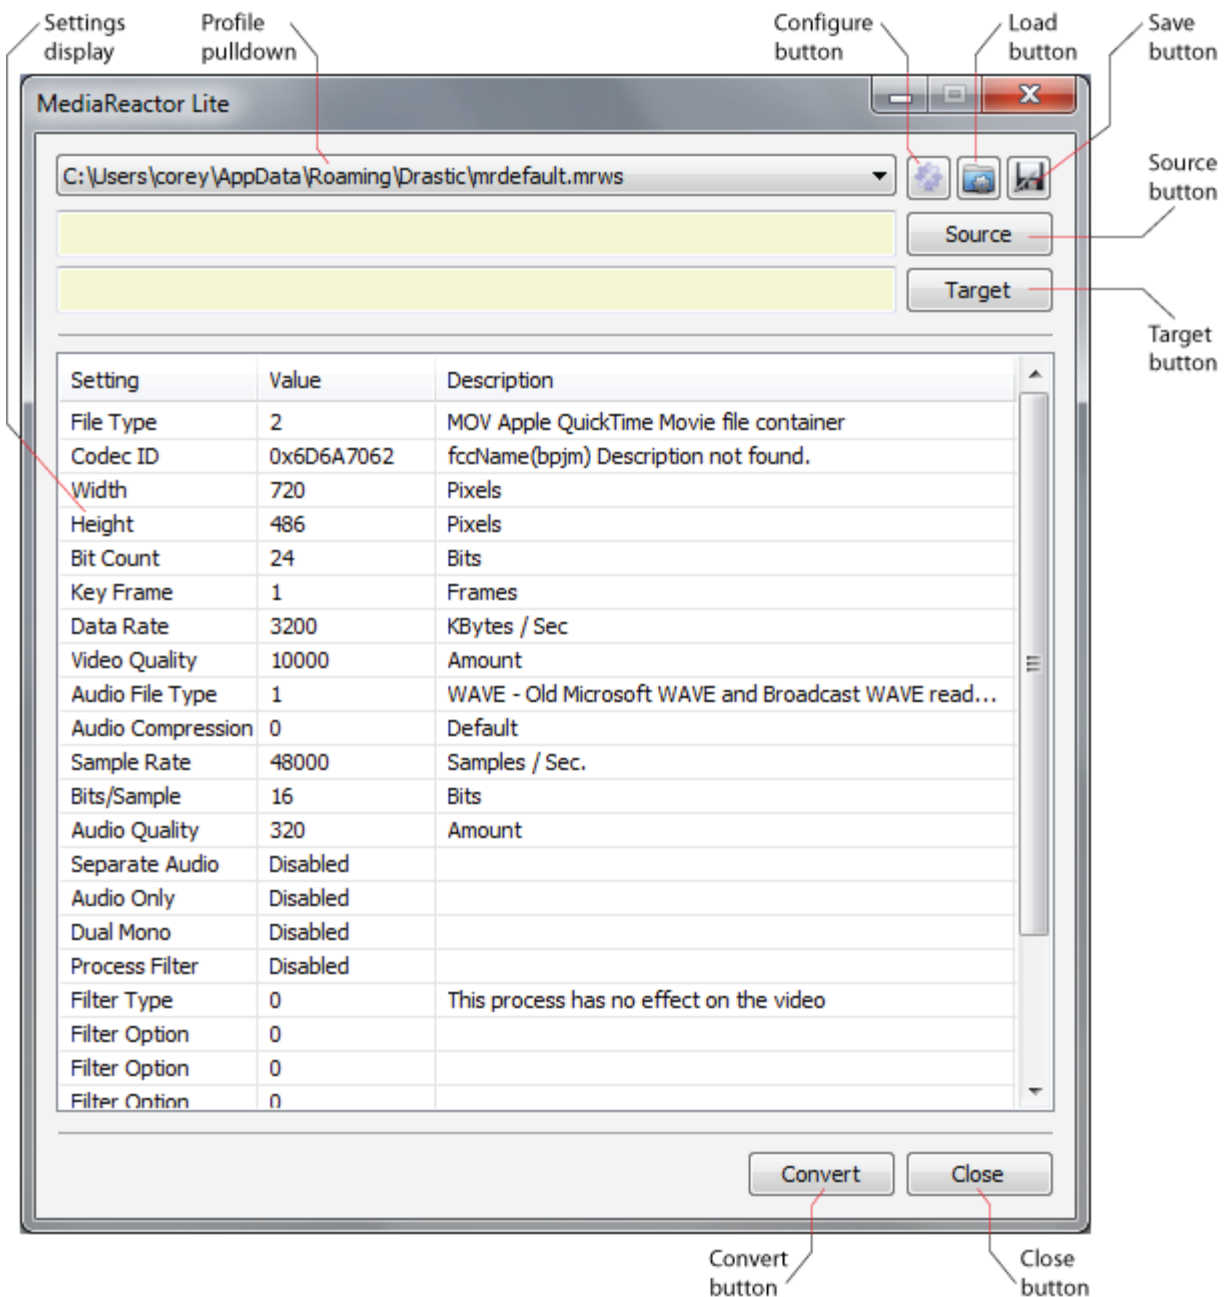 Settings display
Profile pulldown
Configure button
Load button
Save button
MediaReactor Lite
C:\Users\corey\AppData\Roaming\Drastic\mrdefault.mrws
Source button
Source
Target
Target button
Setting Value Description
File Type 2 MOV Apple QuickTime Movie file container
Codec ID 0x6D6A7062 fccName(bpjm) Description not found.
Width 720 Pixels
Height 486 Pixels
Bit Count 24 Bits
Key Frame 1 Frames
Data Rate 3200 KBytes / Sec
Video Quality 10000 Amount
Audio File Type 1 WAVE - Old Microsoft WAVE and Broadcast WAVE read...
Audio Compression 0 Default
Sample Rate 48000 Samples / Sec.
Bits/Sample 16 Bits
Audio Quality 320 Amount
Separate Audio Disabled
Audio Only Disabled
Dual Mono Disabled
Process Filter Disabled
Filter Type 0 This process has no effect on the video
Filter Option 0
Filter Option 0
Filter Option 0
Convert Close
Convert button
Close button